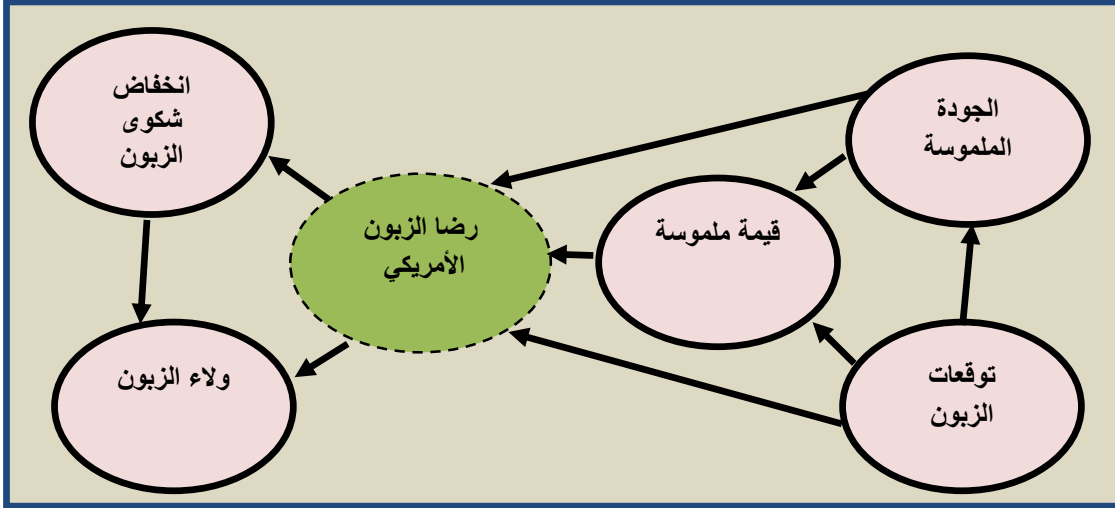 الجودة
الملموسة
توقعات
الزبون
قيمة ملموسة
رضا الزبون
الأمريكي
انخفاض
شكوى
الزبون
ولاء الزبون